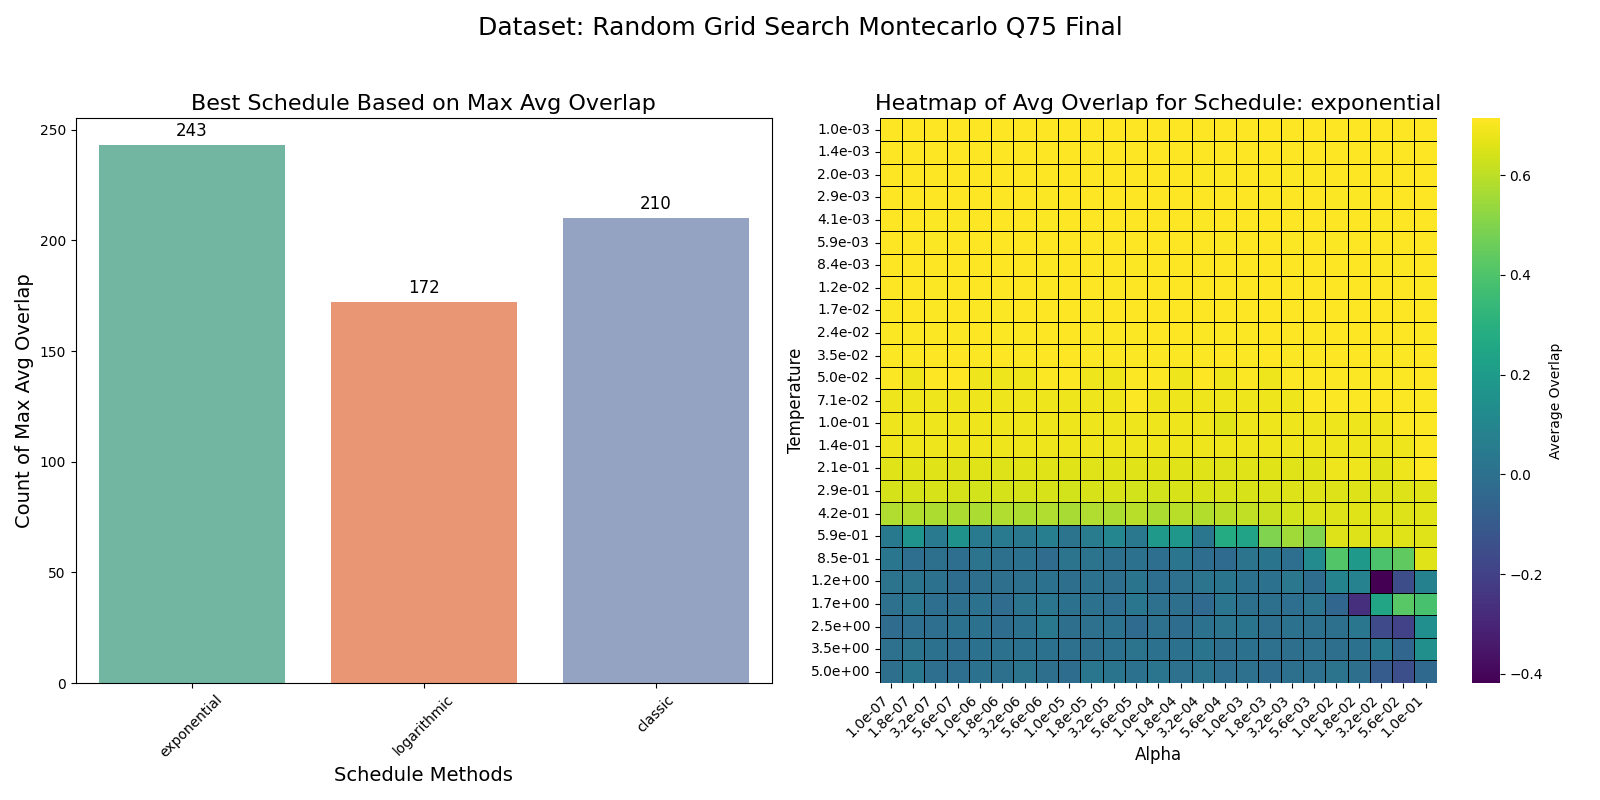 Dataset: Random Grid Search Montecarlo Q75 Final
Best Schedule Based on Max Avg Overlap
Count of Max Avg Overlap
250
200
150
100
50
0
243
172
210
exponential
logarithmic
classic
Schedule Methods
Heatmap of Avg Overlap for Schedule: exponential
Temperature
1.0e-03
1.4e-03
2.0e-03
2.9e-03
4.1e-03
5.9e-03
8.4e-03
1.2e-02
1.7e-02
2.4e-02
3.5e-02
5.0e-02
7.1e-02
1.0e-01
1.4e-01
2.1e-01
2.9e-01
4.2e-01
5.9e-01
8.5e-01
1.2e+00
1.7e+00
2.5e+00
3.5e+00
5.0e+00
1.0e-07
1.8e-07
3.2e-07
5.6e-07
1.0e-06
1.8e-06
3.2e-06
5.6e-06
1.0e-05
1.8e-05
3.2e-05
5.6e-05
1.0e-04
1.8e-04
3.2e-04
5.6e-04
1.0e-03
1.8e-03
3.2e-03
5.6e-03
1.0e-02
1.8e-02
3.2e-02
5.6e-02
1.0e-01
Alpha
0.6
0.4
0.2
0.0
−0.2
−0.4
Average Overlap